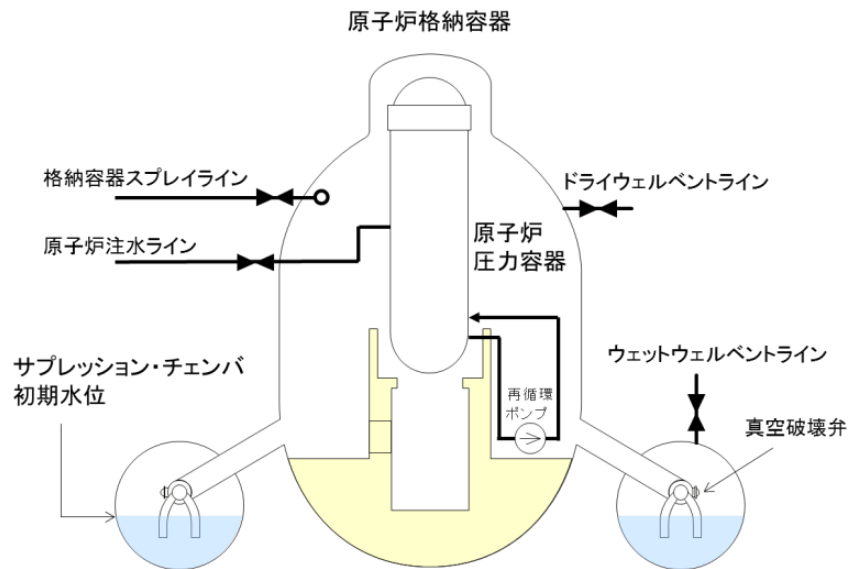 原子炉格納容器
格納容器スプレイライン
ドライウェルベントライン
原子炉注水ライン
原子炉
圧力容器
サプレッション・チェンバ
初期水位
ウェットウェルベントライン
再循環
ポンプ
真空破壊弁